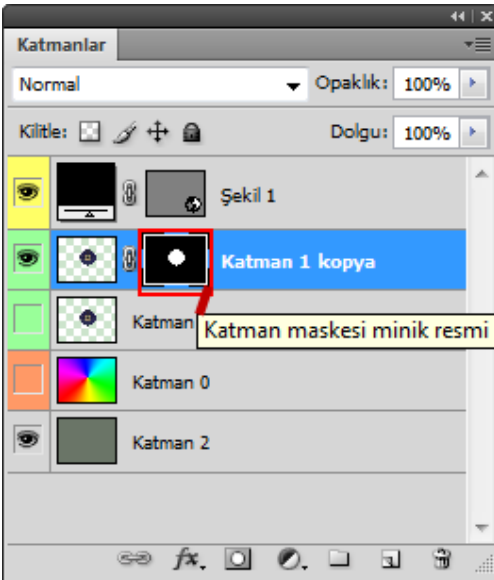 Katmanlar
Normal Opaklık: 100%
Kilitle: Dolgu: 100%
Şekil 1
Katman 1 kopya
Katman
Katman maskesi minik resmi
Katman 0
Katman 2
fx.